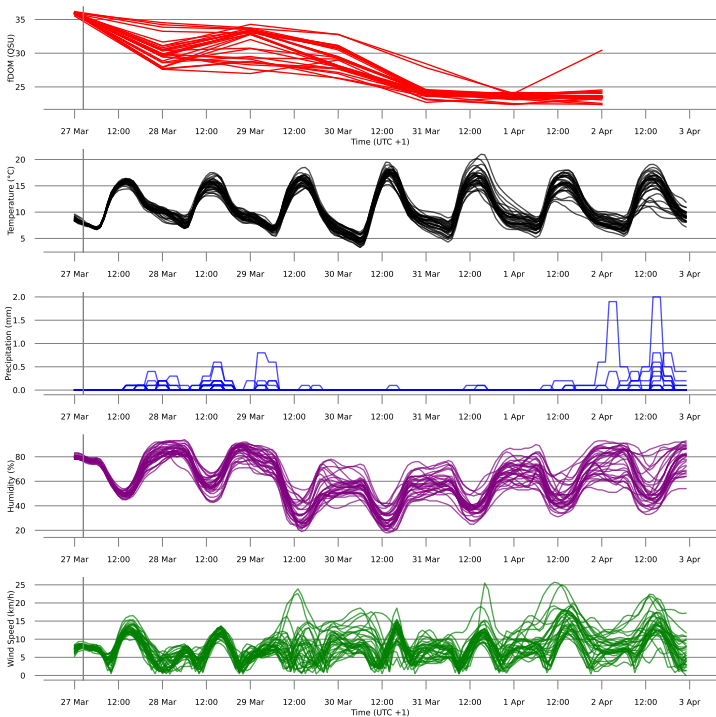 35
30
25
fDOM (QSU)
27 Mar 12:00 28 Mar 12:00 29 Mar 12:00 30 Mar 12:00 31 Mar 12:00 1 Apr 12:00 2 Apr 12:00 3 Apr
Time (UTC +1)
20
15
10
5
Temperature (°C)
27 Mar 12:00 28 Mar 12:00 29 Mar 12:00 30 Mar 12:00 31 Mar 12:00 1 Apr 12:00 2 Apr 12:00 3 Apr
2.0
1.5
1.0
0.5
0.0
Precipitation (mm)
27 Mar 12:00 28 Mar 12:00 29 Mar 12:00 30 Mar 12:00 31 Mar 12:00 1 Apr 12:00 2 Apr 12:00 3 Apr
80
60
40
20
Humidity (%)
27 Mar 12:00 28 Mar 12:00 29 Mar 12:00 30 Mar 12:00 31 Mar 12:00 1 Apr 12:00 2 Apr 12:00 3 Apr
25
20
15
10
5
0
Wind Speed (km/h)
27 Mar 12:00 28 Mar 12:00 29 Mar 12:00 30 Mar 12:00 31 Mar 12:00 1 Apr 12:00 2 Apr 12:00 3 Apr
Time (UTC +1)